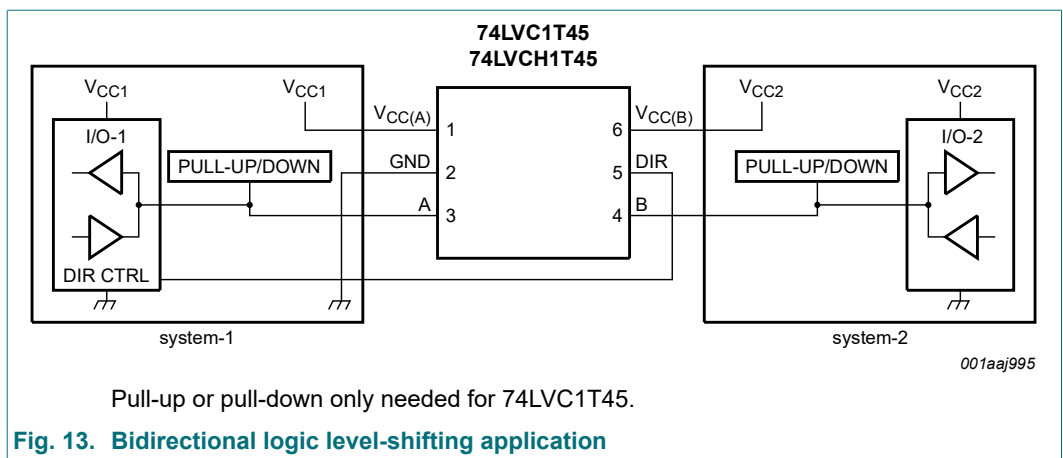 74LVC1T45
74LVCH1T45
VCC1
VCC1
I/O-1
PULL-UP/DOWN
DIR CTRL
system-1
VCC(A)
1
GND
2
A
3
6
VCC(B)
5
DIR
4
B
VCC2
VCC2
I/O-2
PULL-UP/DOWN
system-2
001aaj995
Pull-up or pull-down only needed for 74LVC1T45.
Fig. 13. Bidirectional logic level-shifting application